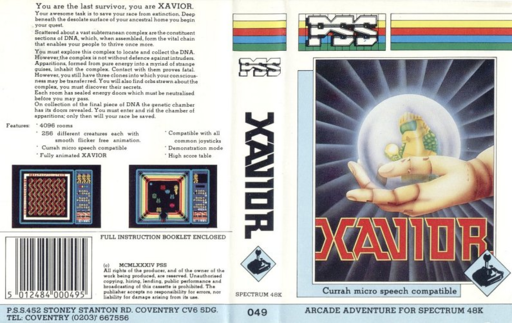 You are the last survivor, you are XAVIOR.
Your awesome task is to save your race from extinction. Deep
beneath the desolate surface of your ancestral home you begin
your quest.
Scattered about a vast subterranean complex are the constituent
sections of DNA, which, when assembled, form the vital chain
that enables your people to thrive once more.
You must explore this complex to locate and collect the DNA.
However, the complex is not without defence against intruders.
Apparitions, formed from pure energy into a myriad of strange
guises, inhabit the complex. Contact with them proves fatal.
However, you still have three clones into which your conscious-
ness may be transferred. You will also find orbs strewn about the
complex, you must discover their secrets.
Each room has sealed energy doors which must be neutralised
before you may pass.
On collection of the final piece of DNA the genetic chamber
has its doors revealed. You must enter and rid the chamber of
apparitions; only then will your race be saved.
Features:
4096 rooms
256 different creatures each with
smooth flicker free animation.
Currah micro speech compatible
Fully animated XAVIOR
Compatible with all
common joysticks
Demonstration mode
High score table.
FULL INSTRUCTION BOOKLET ENCLOSED
(c) MCMLXXXIV PSS
All rights of the producer, and of the owner of the
work being produced, are reserved. Unauthorised
copying, hiring, lending, public performance and
broadcasting of this cassette is prohibited. The
publisher accepts no responsibility for errors, nor
liability for damage arising from its use.
5 012484 000495
P.S.S.452 STONEY STANTON RD. COVENTRY CV6 5DG.
TEL. COVENTRY (0203) 667556
PSS
XAVIOR
SPECTRUM 48K
049
PSS
XAVIOR
Currah micro speech compatible
ARCADE ADVENTURE FOR SPECTRUM 48K